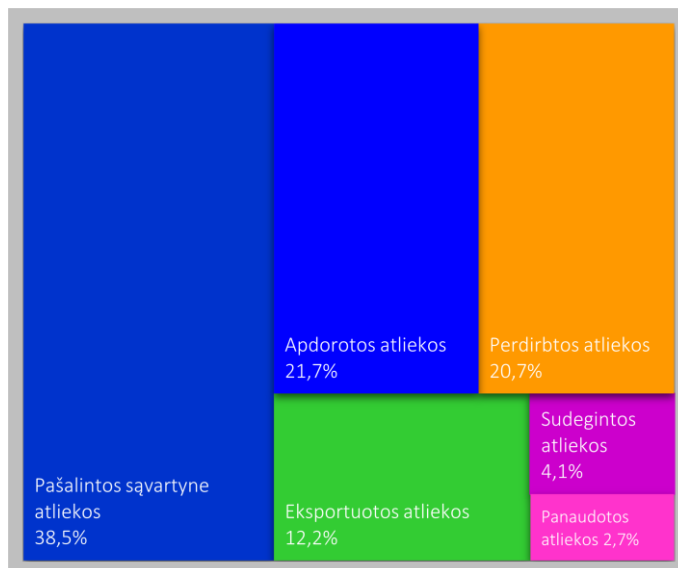 Pašalintos sąvartyne
atliekos
38,5%
Apdorotos atliekos
21,7%
Perdirbtos atliekos
20,7%
Eksportuotos atliekos
12,2%
Sudegintos
atliekos
4,1%
Panaudotos
atliekos 2,7%